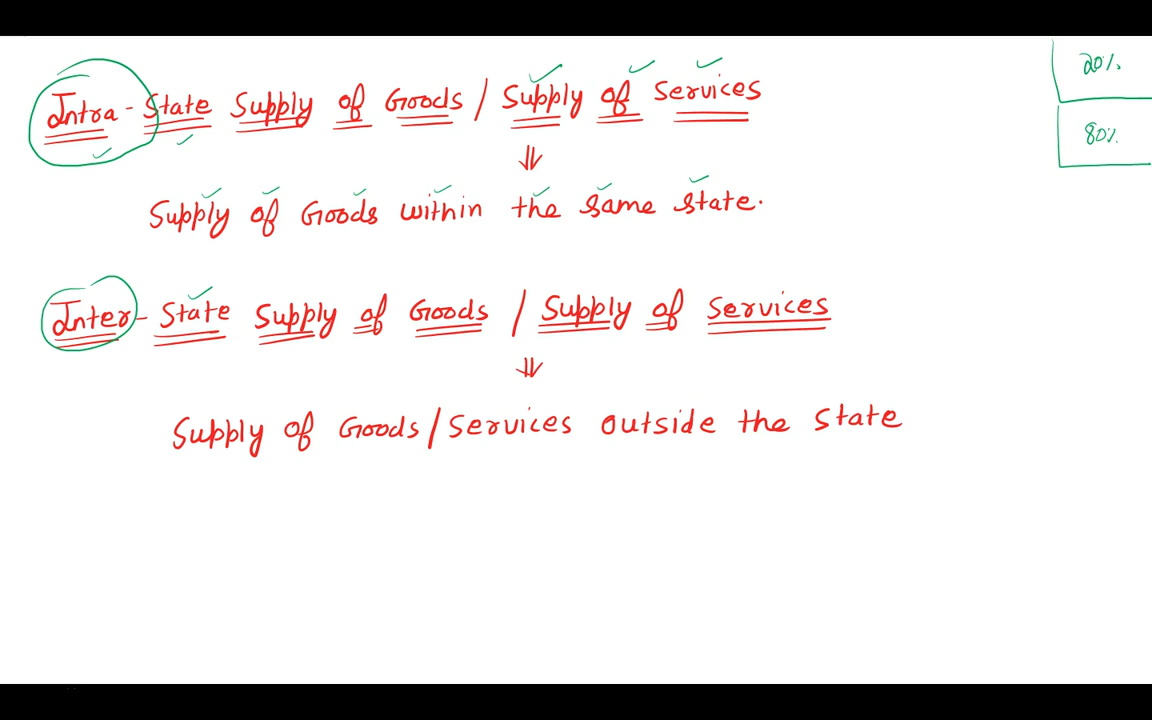 Intra-State Supply of Goods / Supply of Services
20%
80%
⇓
Supply of Goods within the same state.
Inter-State Supply of Goods / Supply of Services
⇓
Supply of Goods/Services outside the State